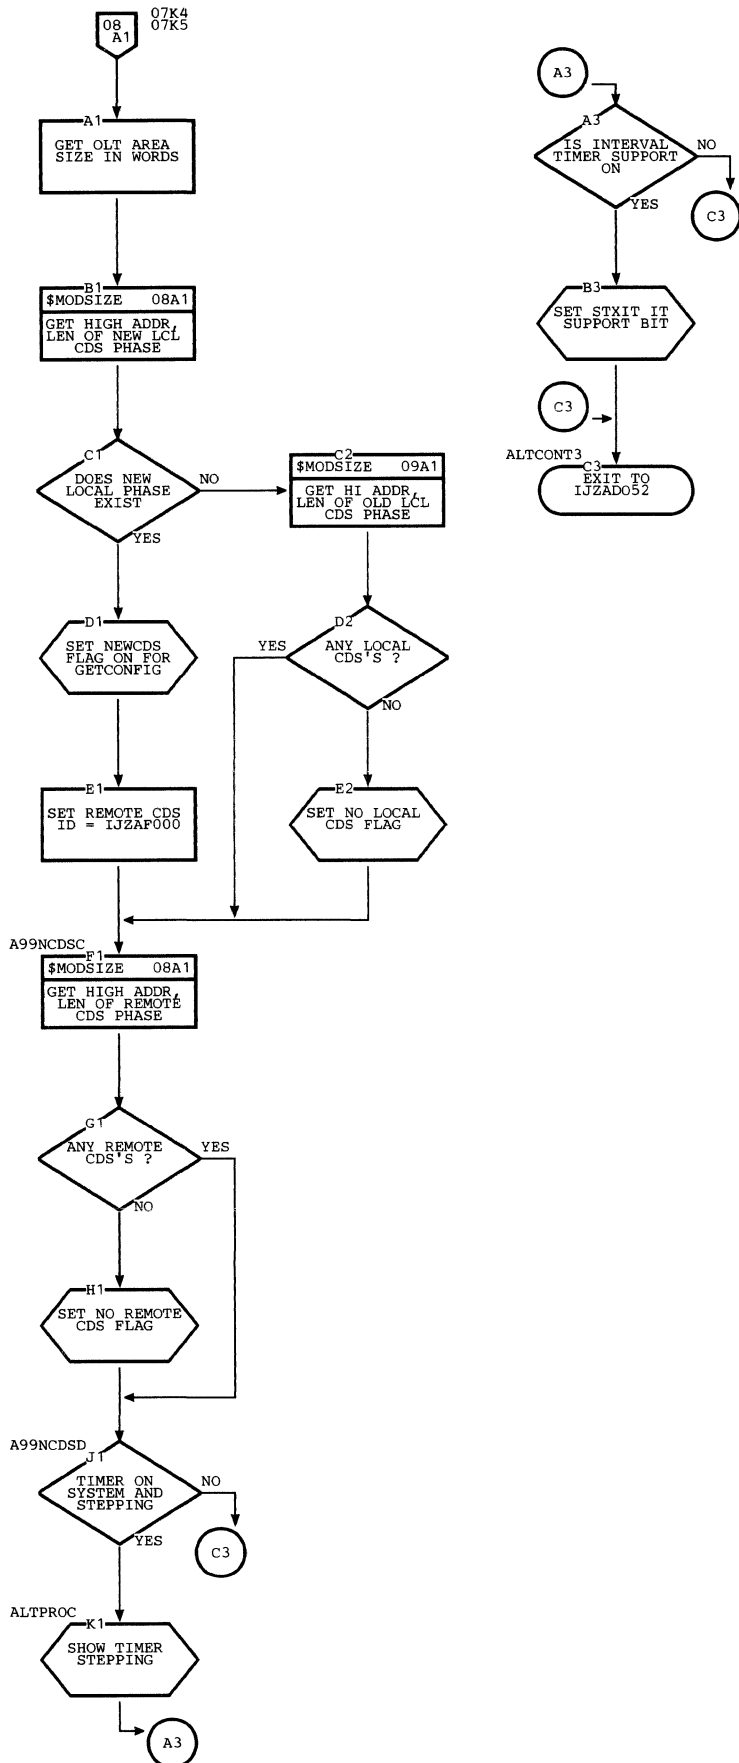 08
A1
07K4
07K5
A1
GET OLT AREA
SIZE IN WORDS
B1
$MODSIZE 08A1
GET HIGH ADDR,
LEN OF NEW LCL
CDS PHASE
C1
DOES NEW
LOCAL PHASE
EXIST
NO
YES
C2
$MODSIZE 09A1
GET HI ADDR,
LEN OF OLD LCL
CDS PHASE
D1
SET NEWCDS
FLAG ON FOR
GETCONFIG
D2
ANY LOCAL
CDS'S ?
YES
NO
E1
SET REMOTE CDS
ID = IJZAF000
E2
SET NO LOCAL
CDS FLAG
A99NCDSC
F1
$MODSIZE 08A1
GET HIGH ADDR,
LEN OF REMOTE
CDS PHASE
G1
ANY REMOTE
CDS'S ?
YES
NO
H1
SET NO REMOTE
CDS FLAG
A99NCDSD
J1
TIMER ON
SYSTEM AND
STEPPING
NO
YES
C3
ALTPROC
K1
SHOW TIMER
STEPPING
A3
A3
A3
IS INTERVAL
TIMER SUPPORT
ON
NO
YES
C3
B3
SET STXIT IT
SUPPORT BIT
C3
ALTCONT3
C3
EXIT TO
IJZADO52